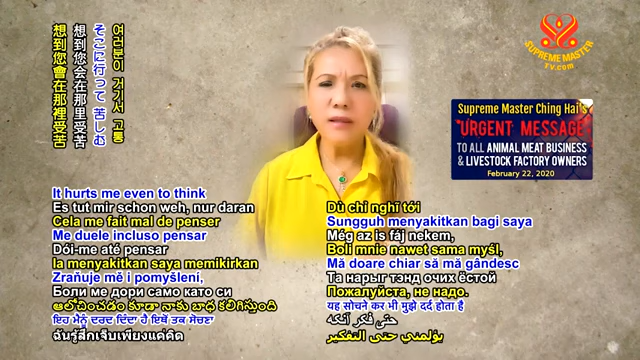 想到您會在那裡受苦
想到您会在那里受苦
そこに行って 苦しむ
여러분이 거기서 고통
SUPREME MASTER
TV.com
Supreme Master Ching Hai's
"URGENT MESSAGE"
TO ALL ANIMAL MEAT BUSINESS
& LIVESTOCK FACTORY OWNERS
February 22, 2020
It hurts me even to think
Es tut mir schon weh, nur daran
Cela me fait mal de penser
Me duele incluso pensar
Dói-me até pensar
Ia menyakitkan saya memikirkan
Zraňuje mě i pomyšlení,
Боли ме дори само като си
ఆలోచించడం కూడా నాకు బాధ కలిగిస్తుంది
ਇਹ ਮੈਨੂੰ ਦਰਦ ਦਿੰਦਾ ਹੈ ਇਥੋਂ ਤਕ ਸੋਚਣਾ
ฉันรู้สึกเจ็บเพียงแค่คิด
Dù chỉ nghĩ tới
Sungguh menyakitkan bagi saya
Még az is fáj nekem,
Boli mnie nawet sama myśl,
Mă doare chiar să mă gândesc
Та нарыг тэнд очих ёстой
Пожалуйста, не надо.
यह सोचने कर भी मुझे दर्द होता है
حتی فکر آنکه
يؤلمني حتى التفكير